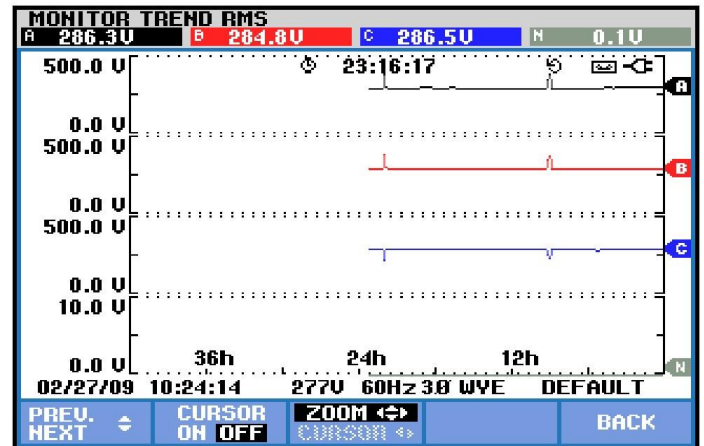 MONITOR TREND RMS
A 286.3V B 284.8V C 286.5V N 0.1V
500.0 V 23:16:17
A
0.0 V
500.0 V
B
0.0 V
500.0 V
C
0.0 V
10.0 V
36h 24h 12h
0.0 V N
02/27/09 10:24:14 277V 60Hz 3Ø WYE DEFAULT
PREV. NEXT CURSOR ON OFF ZOOM CURSOR BACK